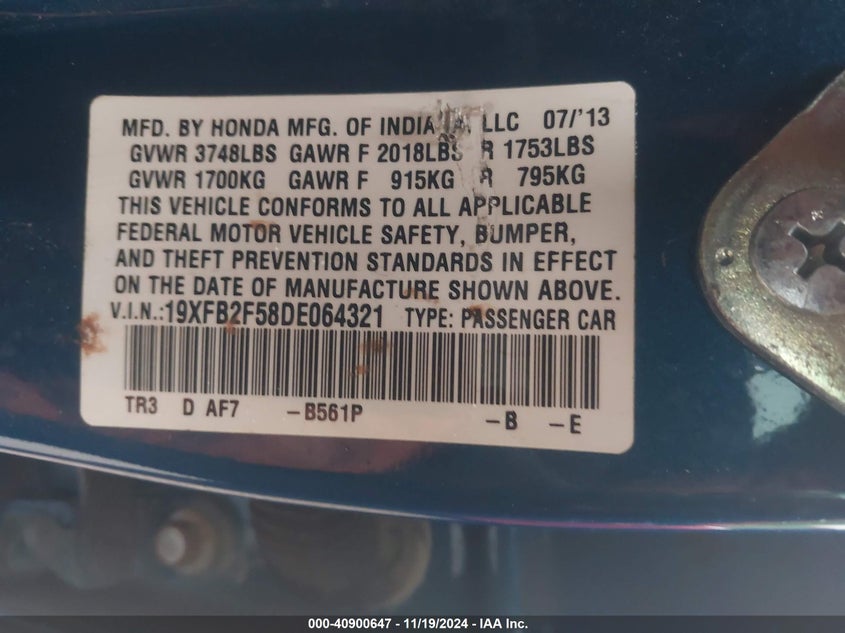 MFD. BY HONDA MFG. OF INDIANA, LLC 07/'13
GVWR 3748LBS GAWR F 2018LBS R 1753LBS
GVWR 1700KG GAWR F 915KG R 795KG
THIS VEHICLE CONFORMS TO ALL APPLICABLE
FEDERAL MOTOR VEHICLE SAFETY, BUMPER,
AND THEFT PREVENTION STANDARDS IN EFFECT
ON THE DATE OF MANUFACTURE SHOWN ABOVE.
V.I.N.:19XFB2F58DE064321 TYPE: PASSENGER CAR
TR3 D AF7 -B561P -B -E
000-40900647 - 11/19/2024 - IAA Inc.